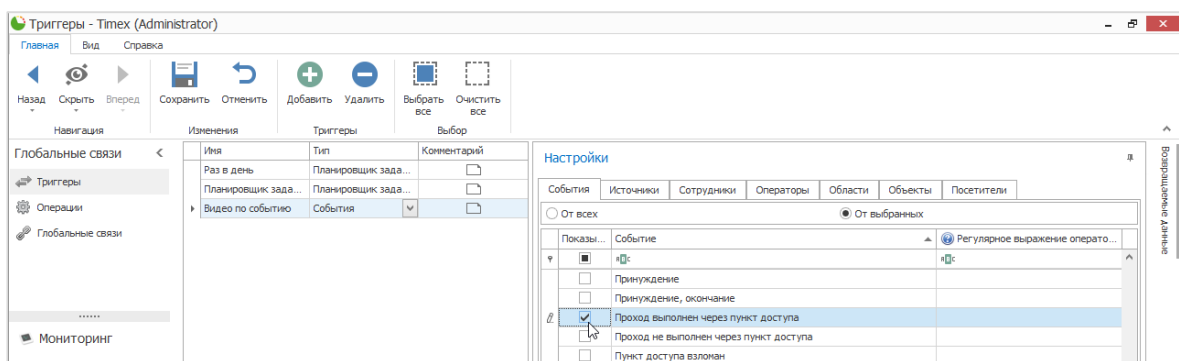 Триггеры - Timex (Administrator)
Главная Вид Справка
Назад Скрыть Вперед Сохранить Отменить Добавить Удалить Выбрать все Очистить все
Навигация Изменения Триггеры Выбор
Глобальные связи
Триггеры
Операции
Глобальные связи
Мониторинг
Имя Тип Комментарий
Раз в день Планировщик зада...
Планировщик зада... Планировщик зада...
Видео по событию События
Настройки
События Источники Сотрудники Операторы Области Объекты Посетители
От всех От выбранных
Показы... Событие Регулярное выражение операто...
Принуждение
Принуждение, окончание
Проход выполнен через пункт доступа
Проход не выполнен через пункт доступа
Пункт доступа взломан
Возвращаемые данные